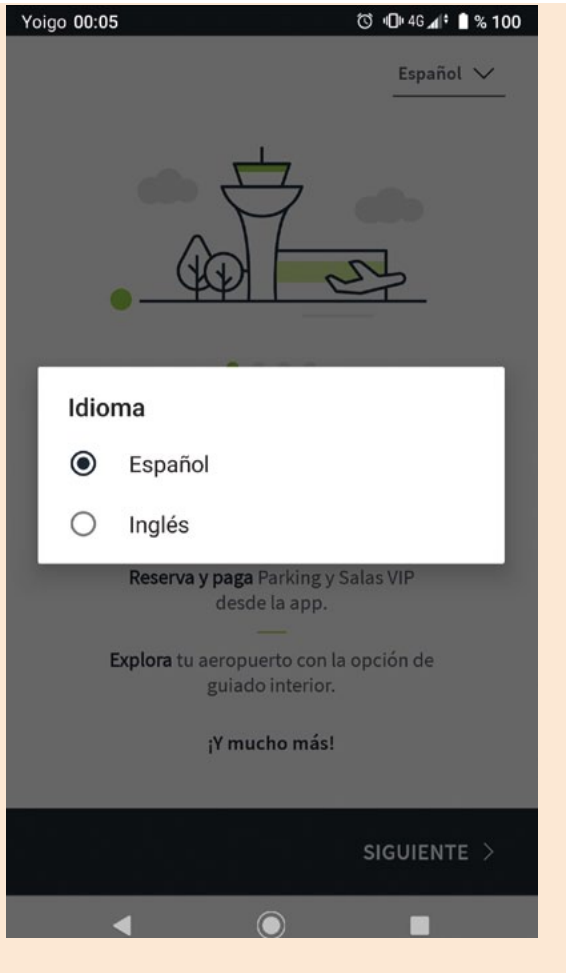 Yoigo 00:05 4G % 100
Español
Idioma
Español
Inglés
Reserva y paga Parking y Salas VIP
desde la app.
Explora tu aeropuerto con la opción de
guiado interior.
¡Y mucho más!
SIGUIENTE